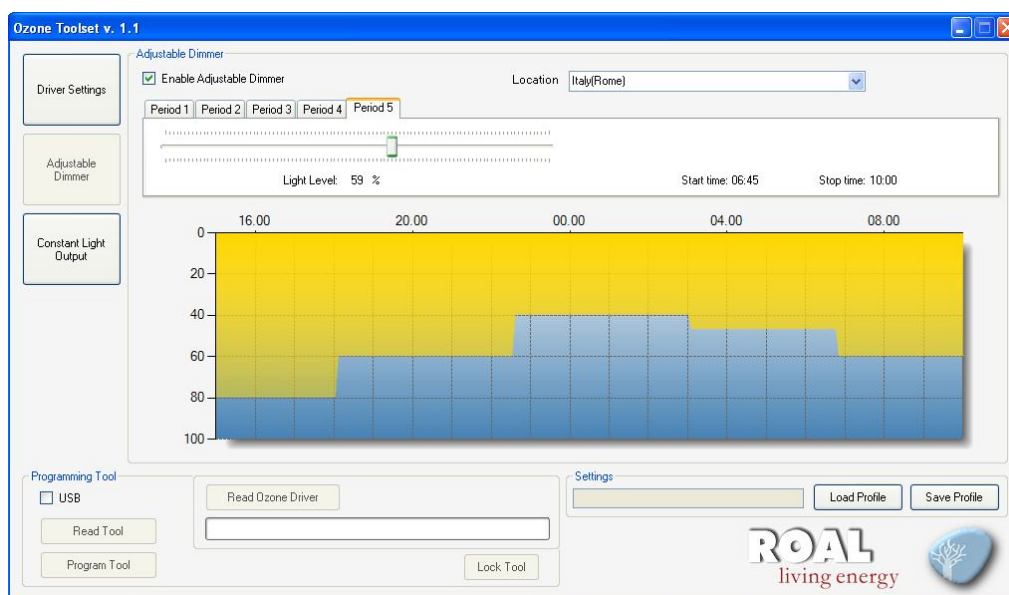 Ozone Toolset v. 1.1
Driver Settings
Adjustable
Dimmer
Constant Light
Output
Adjustable Dimmer
Enable Adjustable Dimmer
Location Italy(Rome)
Period 1 Period 2 Period 3 Period 4 Period 5
Light Level: 59 % Start time: 06:45 Stop time: 10:00
16.00 20.00 00.00 04.00 08.00
0
20
40
60
80
100
Programming Tool
USB
Read Tool
Program Tool
Read Ozone Driver
Lock Tool
Settings
Load Profile Save Profile
ROAL
living energy